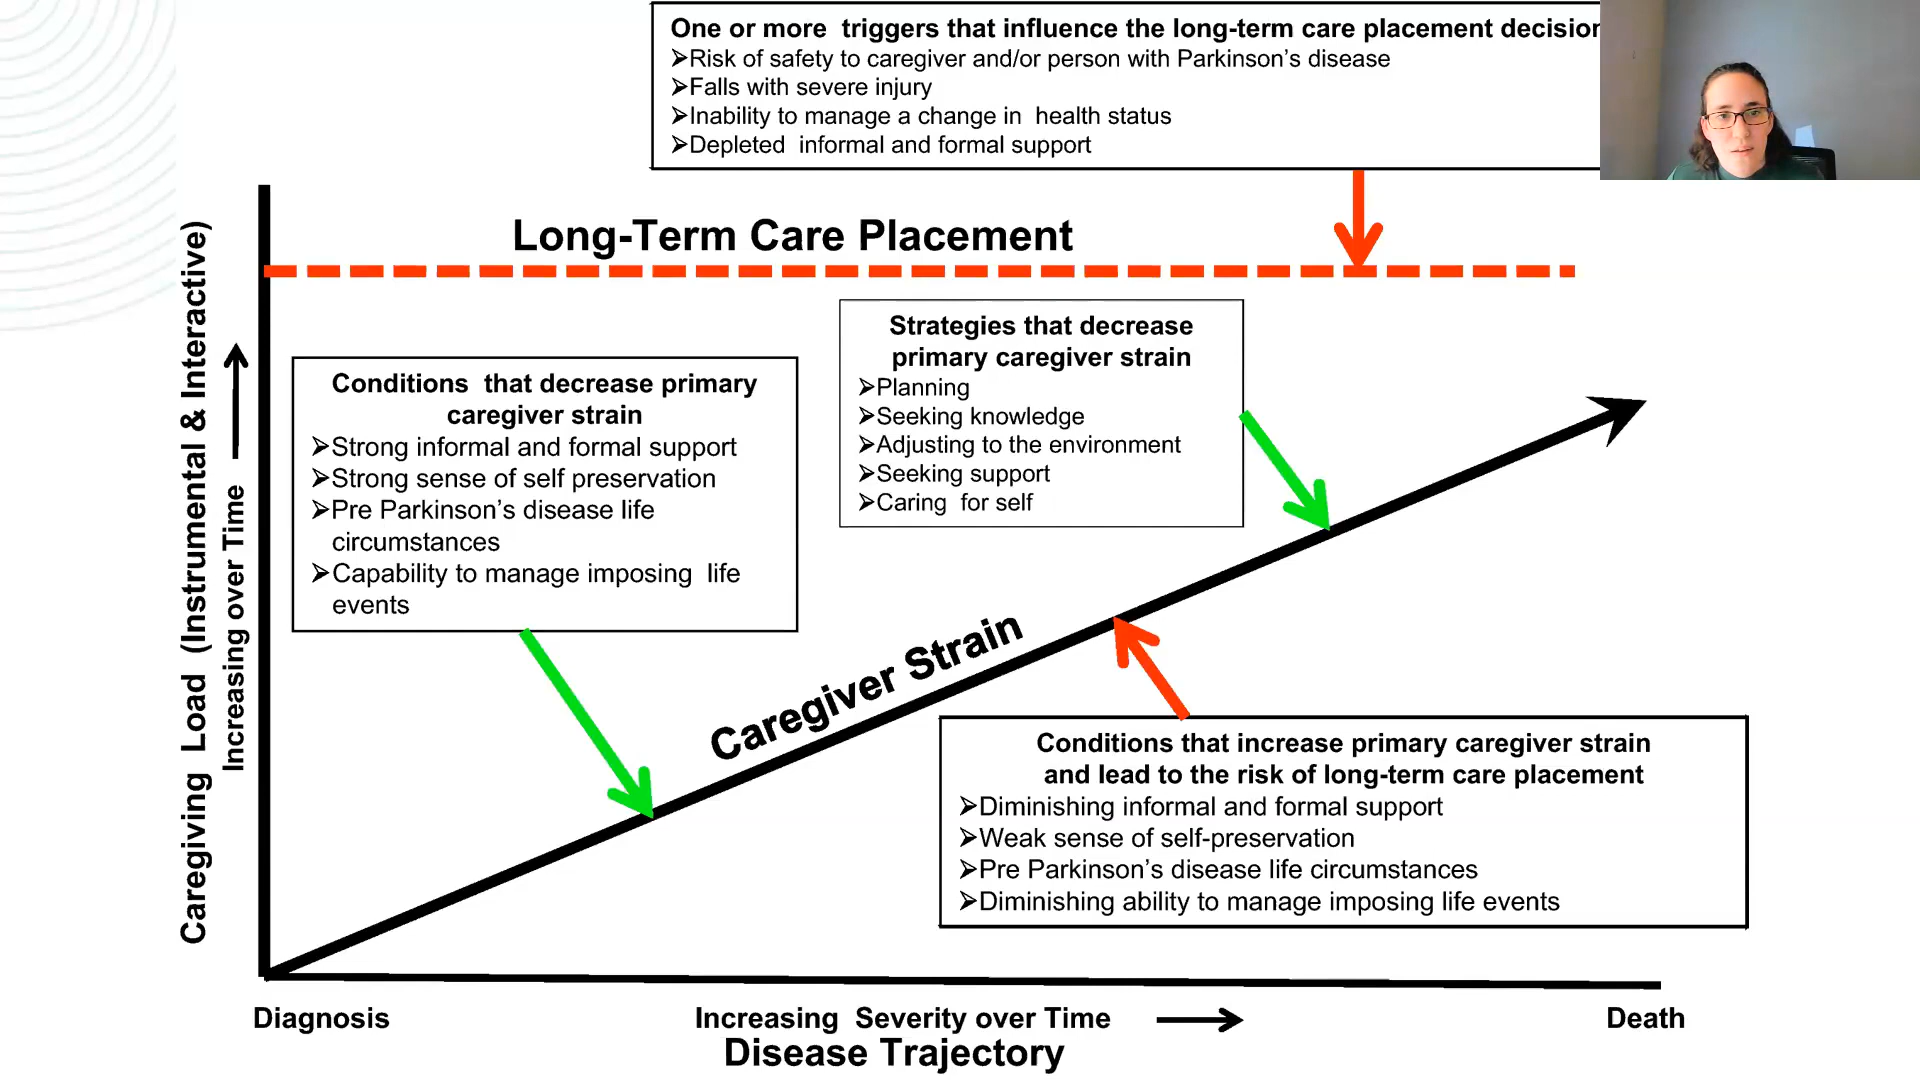 One or more  triggers that influence the long-term care placement decision
➢Risk of safety to caregiver and/or person with Parkinson's disease
➢Falls with severe injury
➢Inability to manage a change in  health status
➢Depleted  informal and formal support
Long-Term Care Placement
Caregiving  Load  (Instrumental & Interactive)
Increasing over Time
Conditions  that decrease primary
caregiver strain
➢Strong informal and formal support
➢Strong sense of self preservation
➢Pre Parkinson's disease life
circumstances
➢Capability to manage imposing  life
events
Strategies that decrease
primary caregiver strain
➢Planning
➢Seeking knowledge
➢Adjusting to the environment
➢Seeking support
➢Caring  for self
Caregiver Strain
Conditions that increase primary caregiver strain
and lead to the risk of long-term care placement
➢Diminishing informal and formal support
➢Weak sense of self-preservation
➢Pre Parkinson's disease life circumstances
➢Diminishing ability to manage imposing life events
Diagnosis
Increasing  Severity over Time
Death
Disease Trajectory